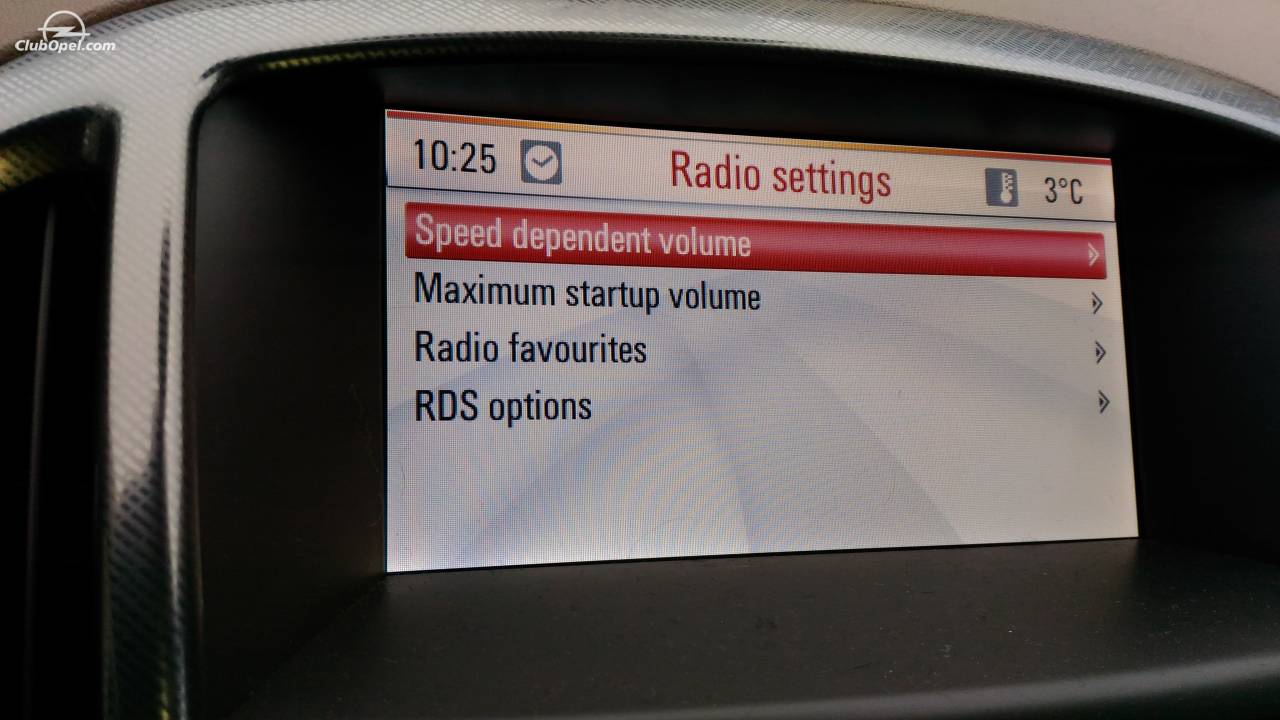 ClubOpel.com
10:25 Radio settings 3°C
Speed dependent volume
Maximum startup volume
Radio favourites
RDS options